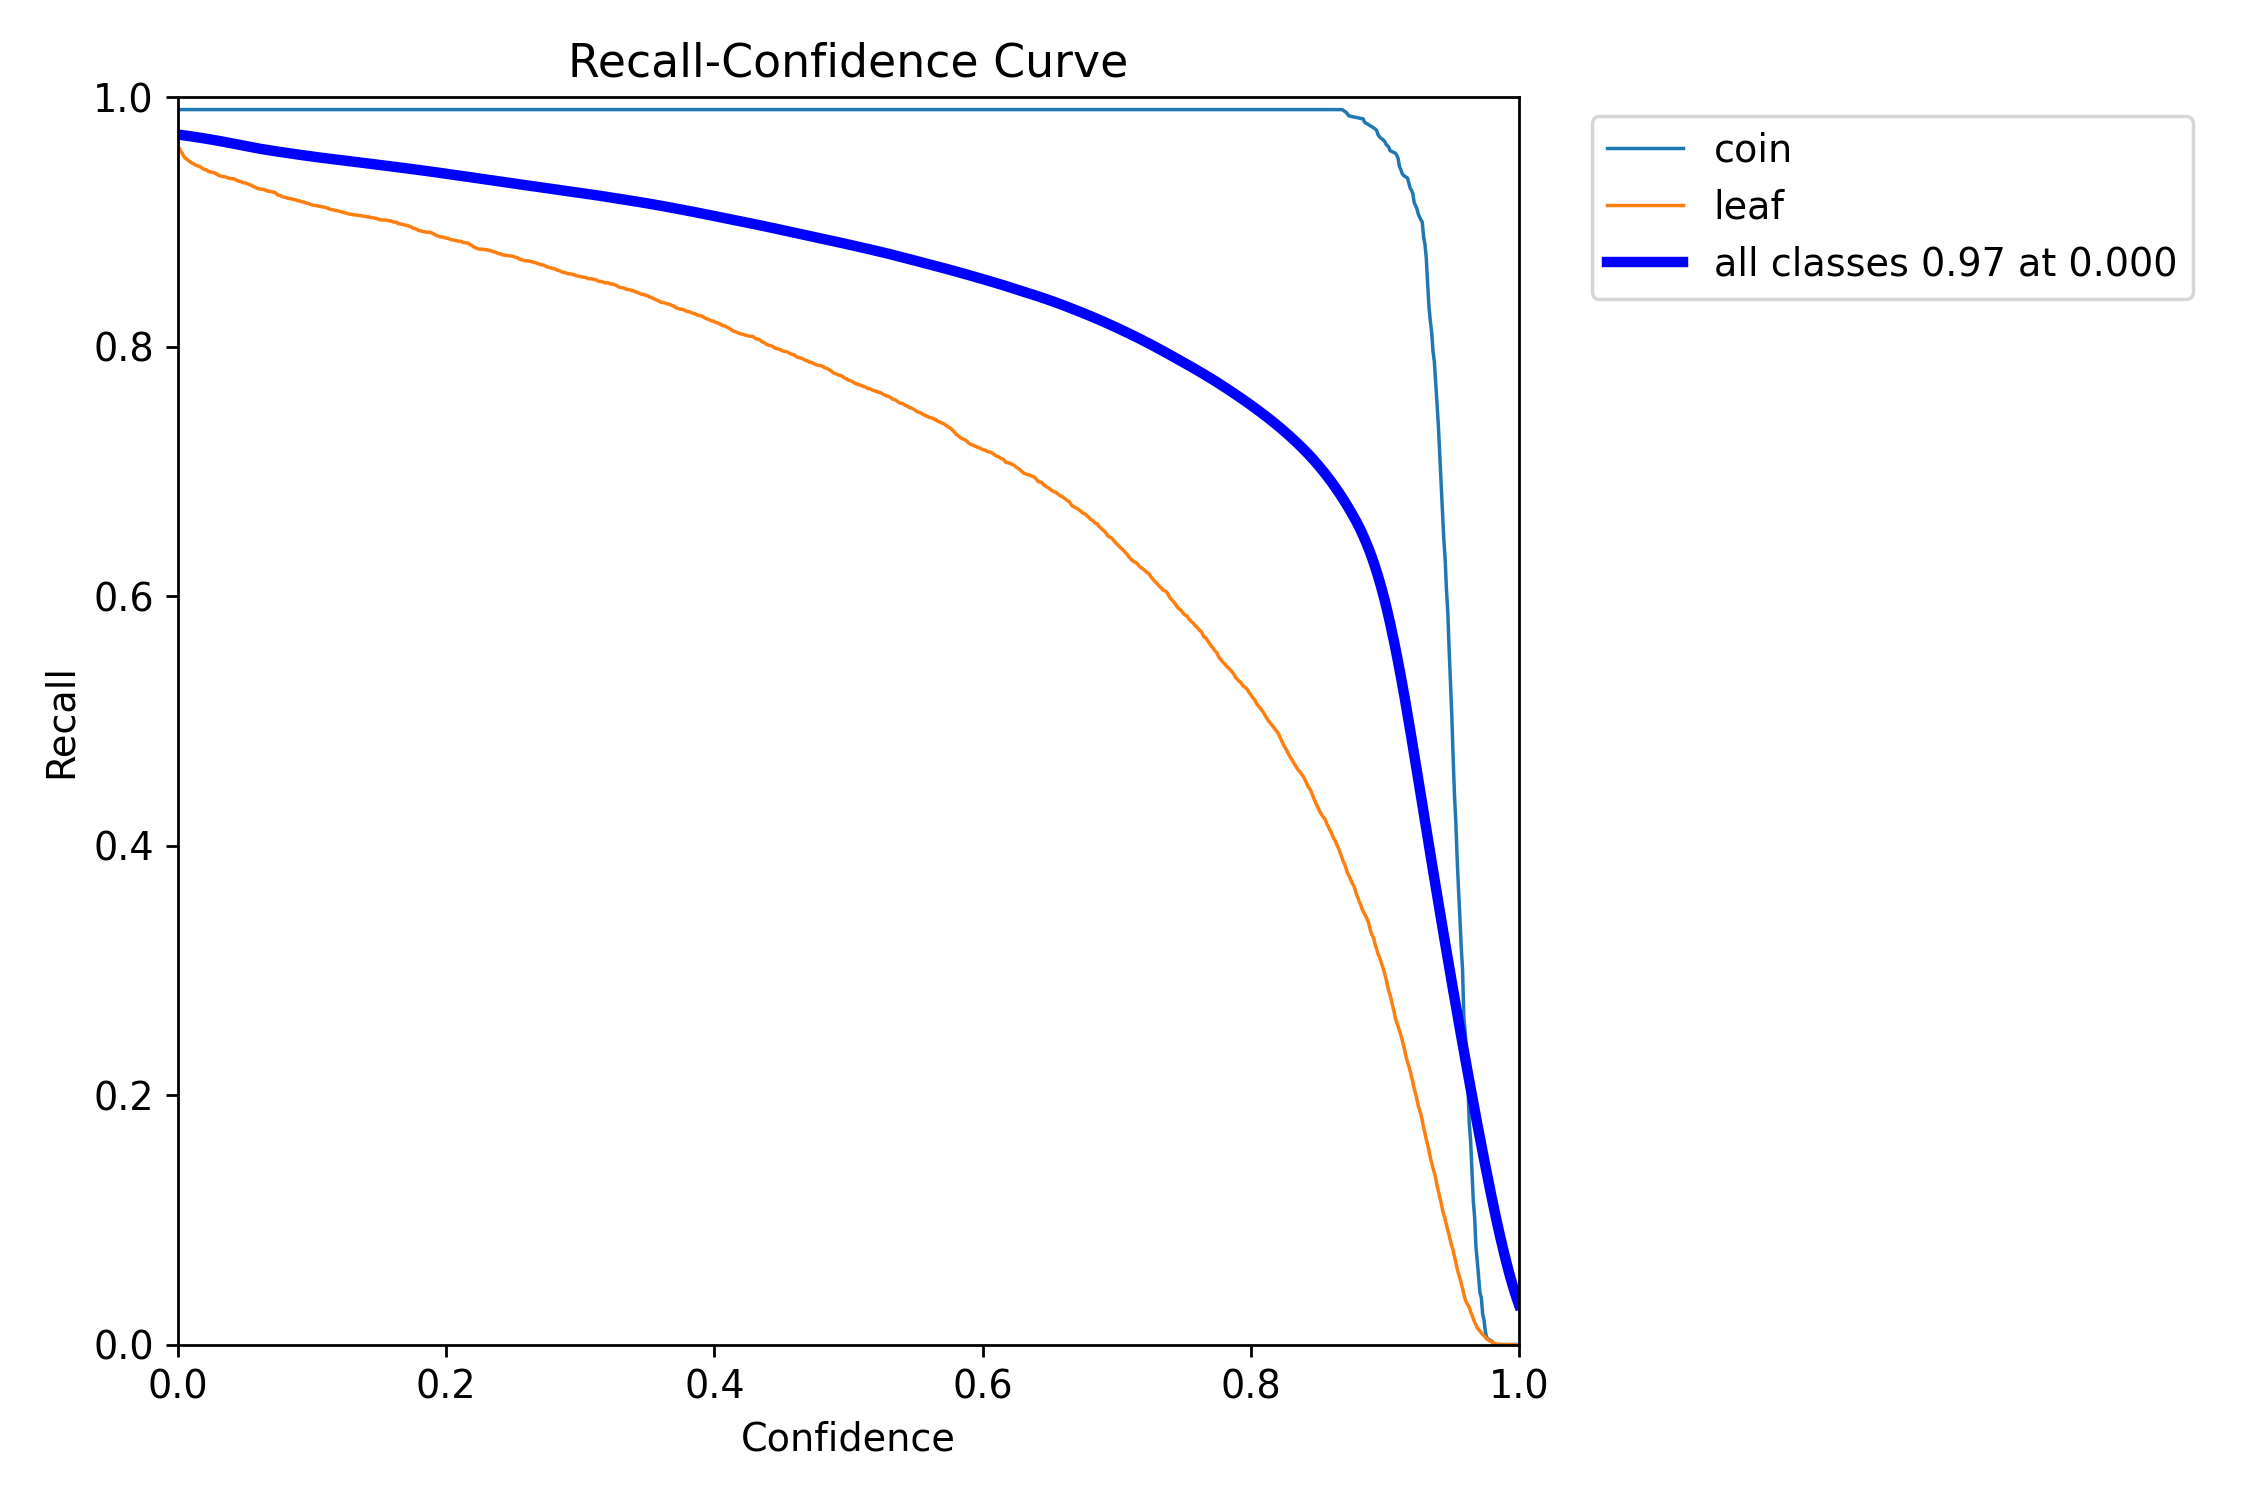 Recall-Confidence Curve
1.0
0.8
0.6
0.4
0.2
0.0
Recall
0.0 0.2 0.4 0.6 0.8 1.0
Confidence
coin
leaf
all classes 0.97 at 0.000